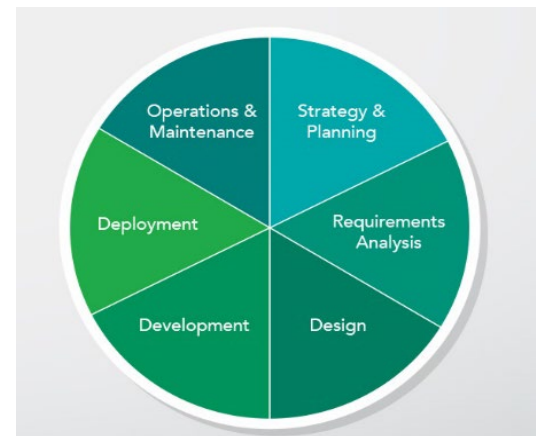 Operations &
Maintenance
Strategy &
Planning
Deployment
Requirements
Analysis
Development
Design